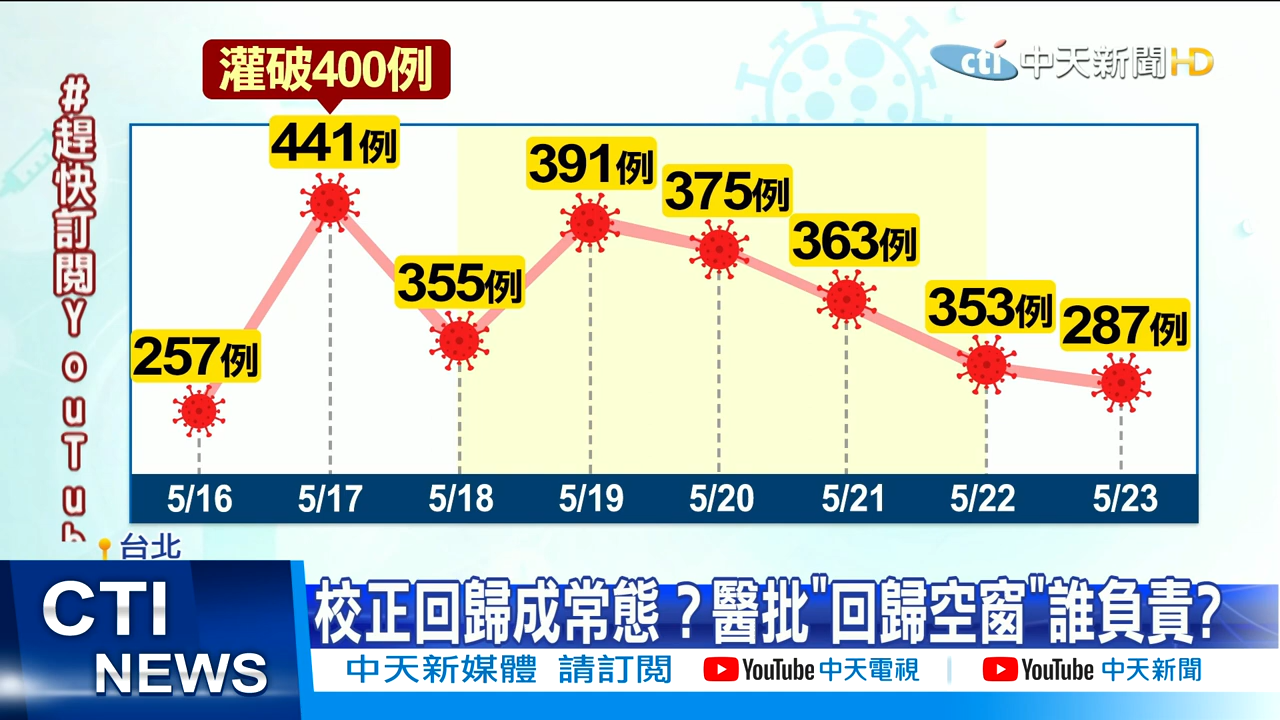 灌破400例
cti 中天新聞HD
#趕快訂閱YouTub
441例
391例
375例
363例
355例
353例
287例
257例
5/16 5/17 5/18 5/19 5/20 5/21 5/22 5/23
台北
CTI NEWS
校正回歸成常態？醫批"回歸空窗"誰負責?
中天新媒體 請訂閱 YouTube 中天電視 YouTube 中天新聞